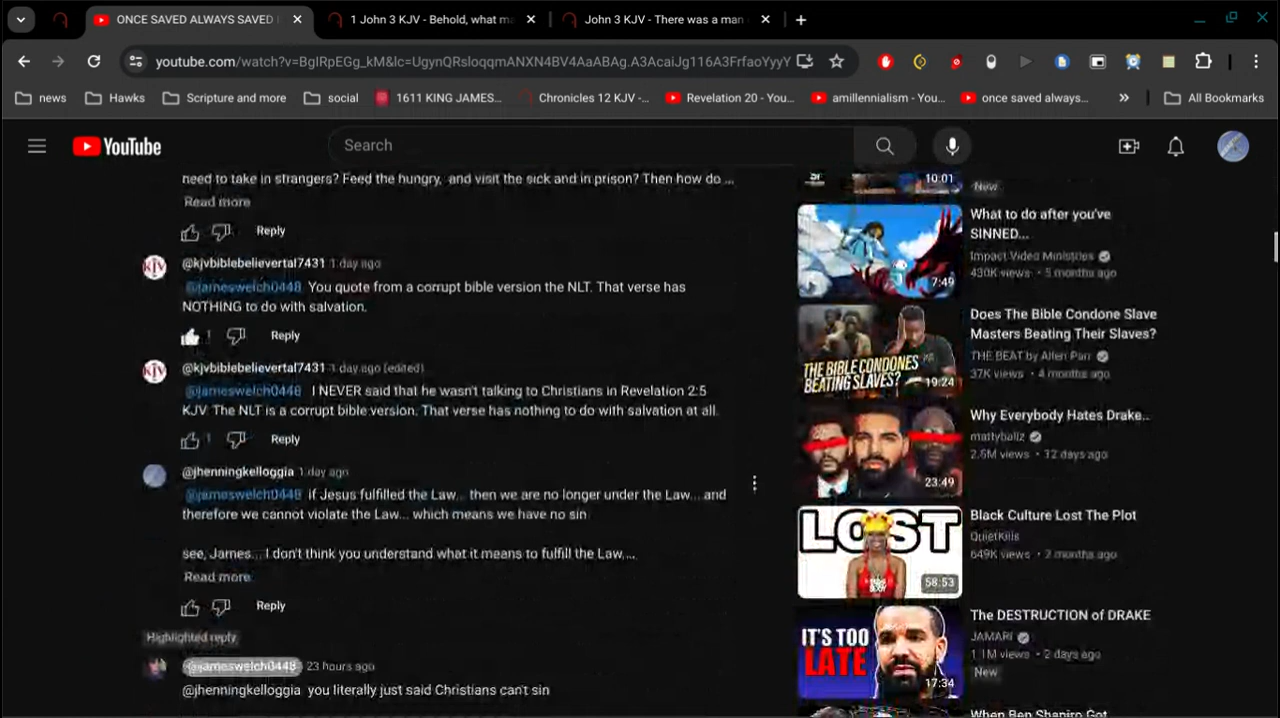 ONCE SAVED ALWAYS SAVED
1 John 3 KJV - Behold, what ma
John 3 KJV - There was a man
youtube.com/watch?v=BglRpEGg_kM&lc=UgynQRsloqqmANXN4BV4AaABAg.A3AcaiJg116A3FrfaoYyyY
news
Hawks
Scripture and more
social
1611 KING JAMES...
Chronicles 12 KJV -...
Revelation 20 - You...
amillennialism - You...
once saved always...
All Bookmarks
YouTube
Search
need to take in strangers? Feed the hungry, and visit the sick and in prison? Then how do ...
Read more
Reply
@kjvbiblebelievertal7431 1 day ago
@jameswelch0448 You quote from a corrupt bible version the NLT. That verse has
NOTHING to do with salvation.
1
Reply
@kjvbiblebelievertal7431 1 day ago (edited)
@jameswelch0448 I NEVER said that he wasn't talking to Christians in Revelation 2:5
KJV. The NLT is a corrupt bible version. That verse has nothing to do with salvation at all.
1
Reply
@jhenningkelloggia 1 day ago
@jameswelch0448 if Jesus fulfilled the Law... then we are no longer under the Law... and
therefore we cannot violate the Law... which means we have no sin
see, James... I don't think you understand what it means to fulfill the Law,...
Read more
Reply
Highlighted reply
@jameswelch0448 23 hours ago
@jhenningkelloggia you literally just said Christians can't sin
10:01
New
7:49
What to do after you've
SINNED...
Impact Video Ministries
430K views • 5 months ago
THE BIBLE CONDONES
BEATING SLAVES?
19:24
Does The Bible Condone Slave
Masters Beating Their Slaves?
THE BEAT by Allen Parr
37K views • 4 months ago
23:49
Why Everybody Hates Drake..
mattyballz
2.6M views • 12 days ago
LOST
58:53
Black Culture Lost The Plot
QuietKills
649K views • 2 months ago
IT'S TOO
LATE
17:34
The DESTRUCTION of DRAKE
JAMARI
1.1M views • 2 days ago
New
When Ben Shapiro Got